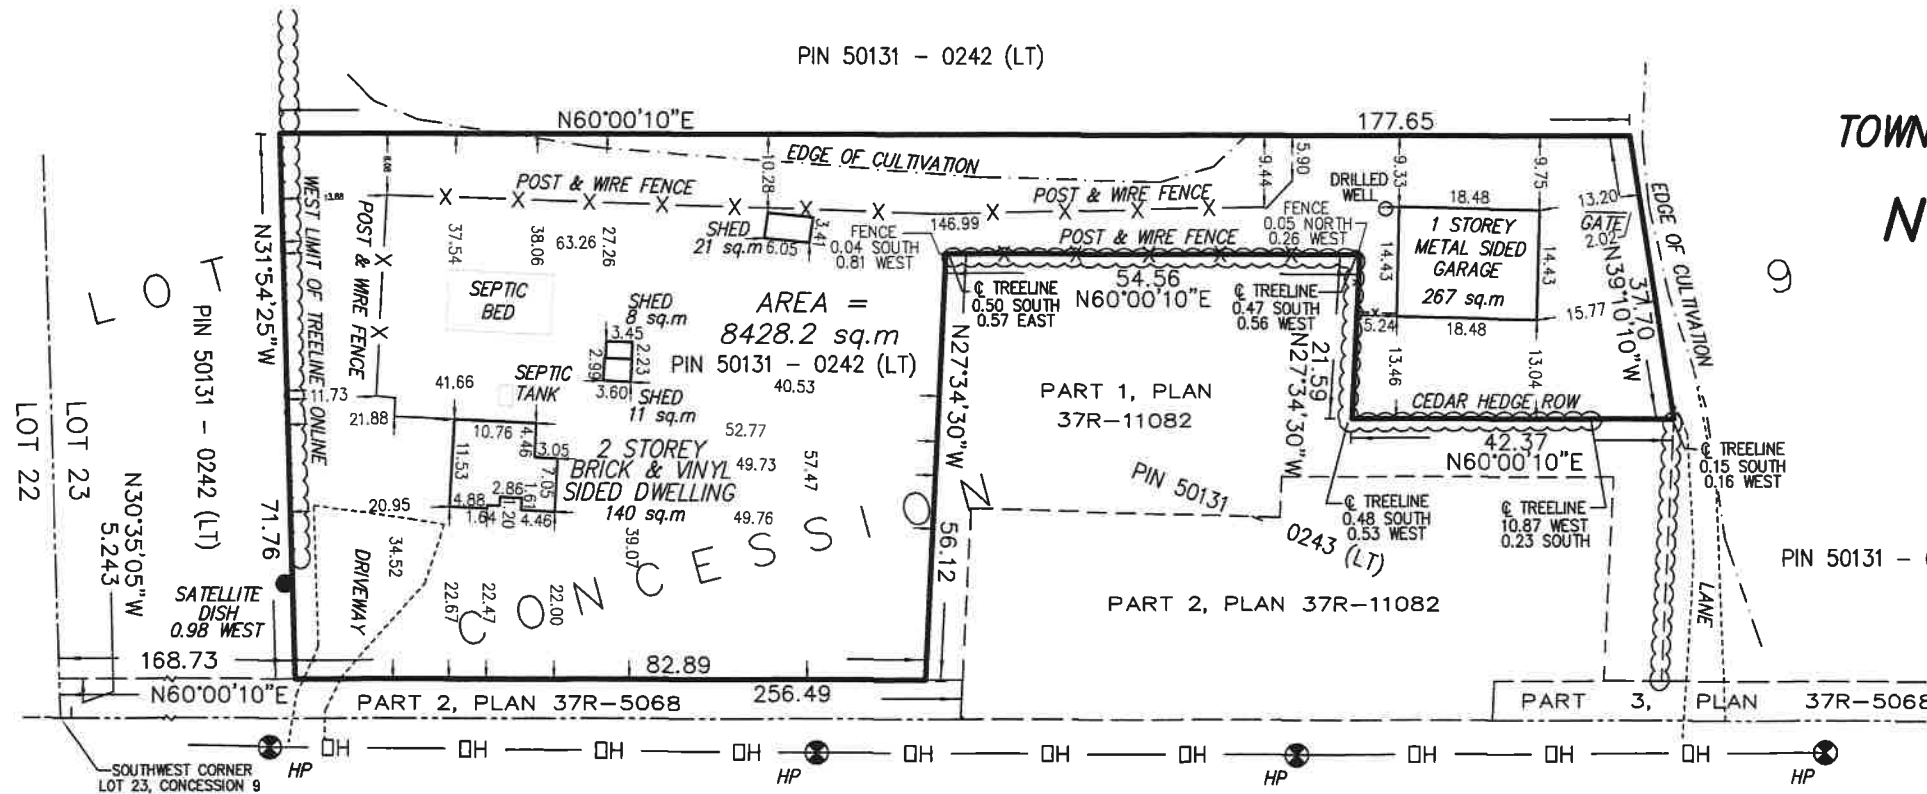 PIN 50131 - 0242 (LT)
TOWN
N
N60°00'10"E
177.65
EDGE OF CULTIVATION
POST & WIRE FENCE
POST & WIRE FENCE
POST & WIRE FENCE
POST & WIRE FENCE
WEST LIMIT OF TREELINE ONLINE
6.08
13.88
37.54
38.06
63.26
27.26
10.28
SHED
21 sq.m
6.05
3.41
FENCE
0.04 SOUTH
0.81 WEST
146.99
9.44
5.90
FENCE
0.05 NORTH
0.26 WEST
DRILLED
WELL
9.33
18.48
9.75
13.20
GATE
2.02
1 STOREY
METAL SIDED
GARAGE
267 sq.m
14.43
14.43
18.48
15.77
5.24
13.46
13.04
N39°10'10"W
37.70
EDGE OF CULTIVATION
9
LOT
PIN 50131 - 0242 (LT)
N31°54'25"W
71.76
SEPTIC
BED
SEPTIC
TANK
SHED
8 sq.m
3.45
2.99
2.23
3.60
SHED
11 sq.m
AREA =
8428.2 sq.m
PIN 50131 - 0242 (LT)
40.53
℄ TREELINE
0.50 SOUTH
0.57 EAST
54.56
N60°00'10"E
℄ TREELINE
0.47 SOUTH
0.56 WEST
N27°34'30"W
56.12
21.59
N27°34'30"W
PART 1, PLAN
37R-11082
CEDAR HEDGE ROW
42.37
N60°00'10"E
℄ TREELINE
0.15 SOUTH
0.16 WEST
℄ TREELINE
0.48 SOUTH
0.53 WEST
℄ TREELINE
10.87 WEST
0.23 SOUTH
PIN 50131
0243 (LT)
PART 2, PLAN 37R-11082
PIN 50131 -
LANE
LOT 22
LOT 23
N30°35'05"W
5.243
11.73
21.88
41.66
10.76
4.46
3.05
11.53
7.05
4.88
1.64
2.86
1.20
1.61
4.46
2 STOREY
BRICK & VINYL
SIDED DWELLING
140 sq.m
52.77
49.73
57.47
49.76
39.07
20.95
34.52
DRIVEWAY
22.67
22.47
22.00
CONCESSION
SATELLITE
DISH
0.98 WEST
168.73
N60°00'10"E
82.89
256.49
PART 2, PLAN 37R-5068
PART 3, PLAN 37R-5068
OH OH OH OH OH OH OH OH OH OH
HP HP HP HP
SOUTHWEST CORNER
LOT 23, CONCESSION 9